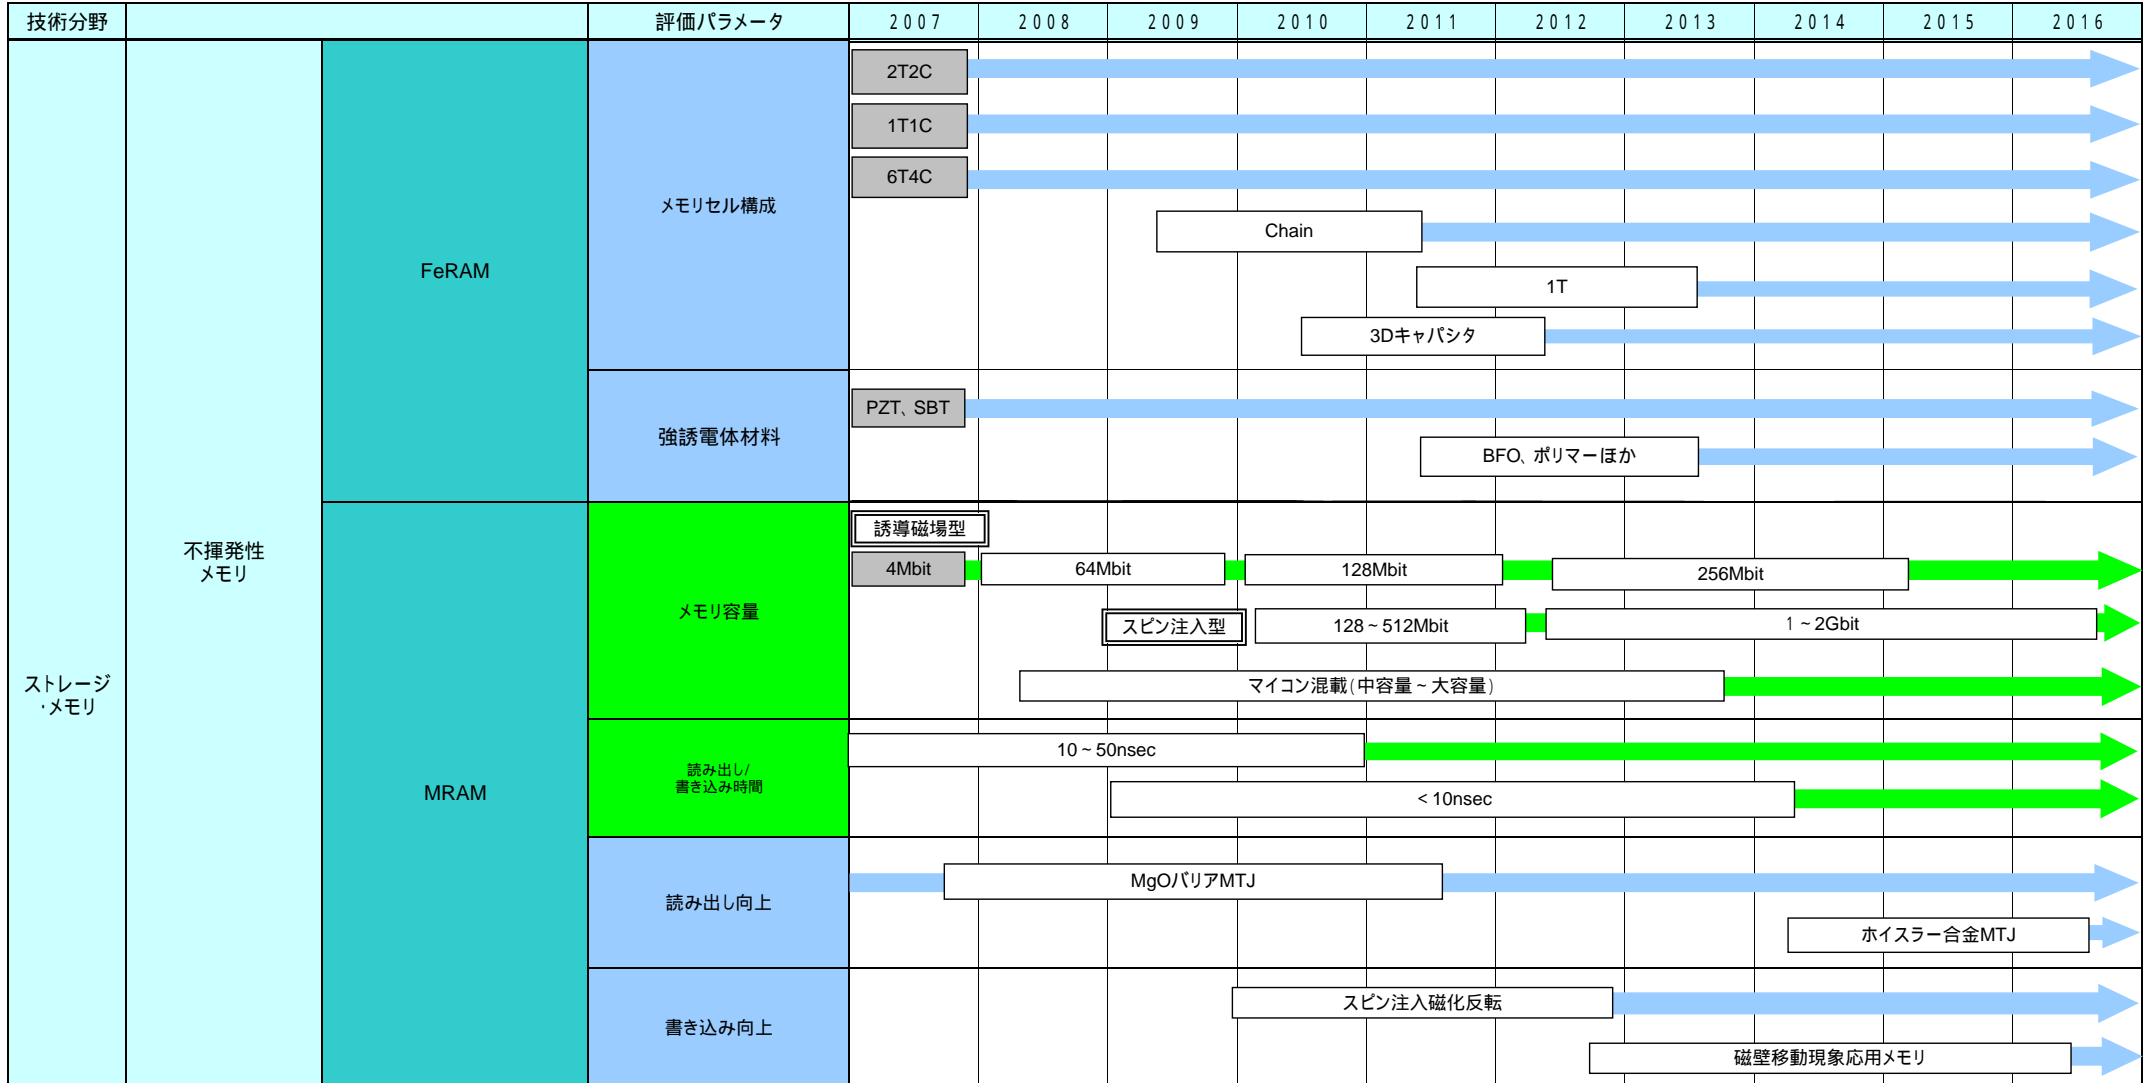 技術分野 評価パラメータ 2007 2008 2009 2010 2011 2012 2013 2014 2015 2016
ストレージ
・メモリ
不揮発性
メモリ
FeRAM
メモリセル構成
2T2C
1T1C
6T4C
Chain
1T
3Dキャパシタ
強誘電体材料
PZT、SBT
BFO、ポリマーほか
MRAM
メモリ容量
誘導磁場型
4Mbit 64Mbit 128Mbit 256Mbit
スピン注入型 128~512Mbit 1~2Gbit
マイコン混載(中容量~大容量)
読み出し/
書き込み時間
10~50nsec
<10nsec
読み出し向上
MgOバリアMTJ
ホイスラー合金MTJ
書き込み向上
スピン注入磁化反転
磁壁移動現象応用メモリ